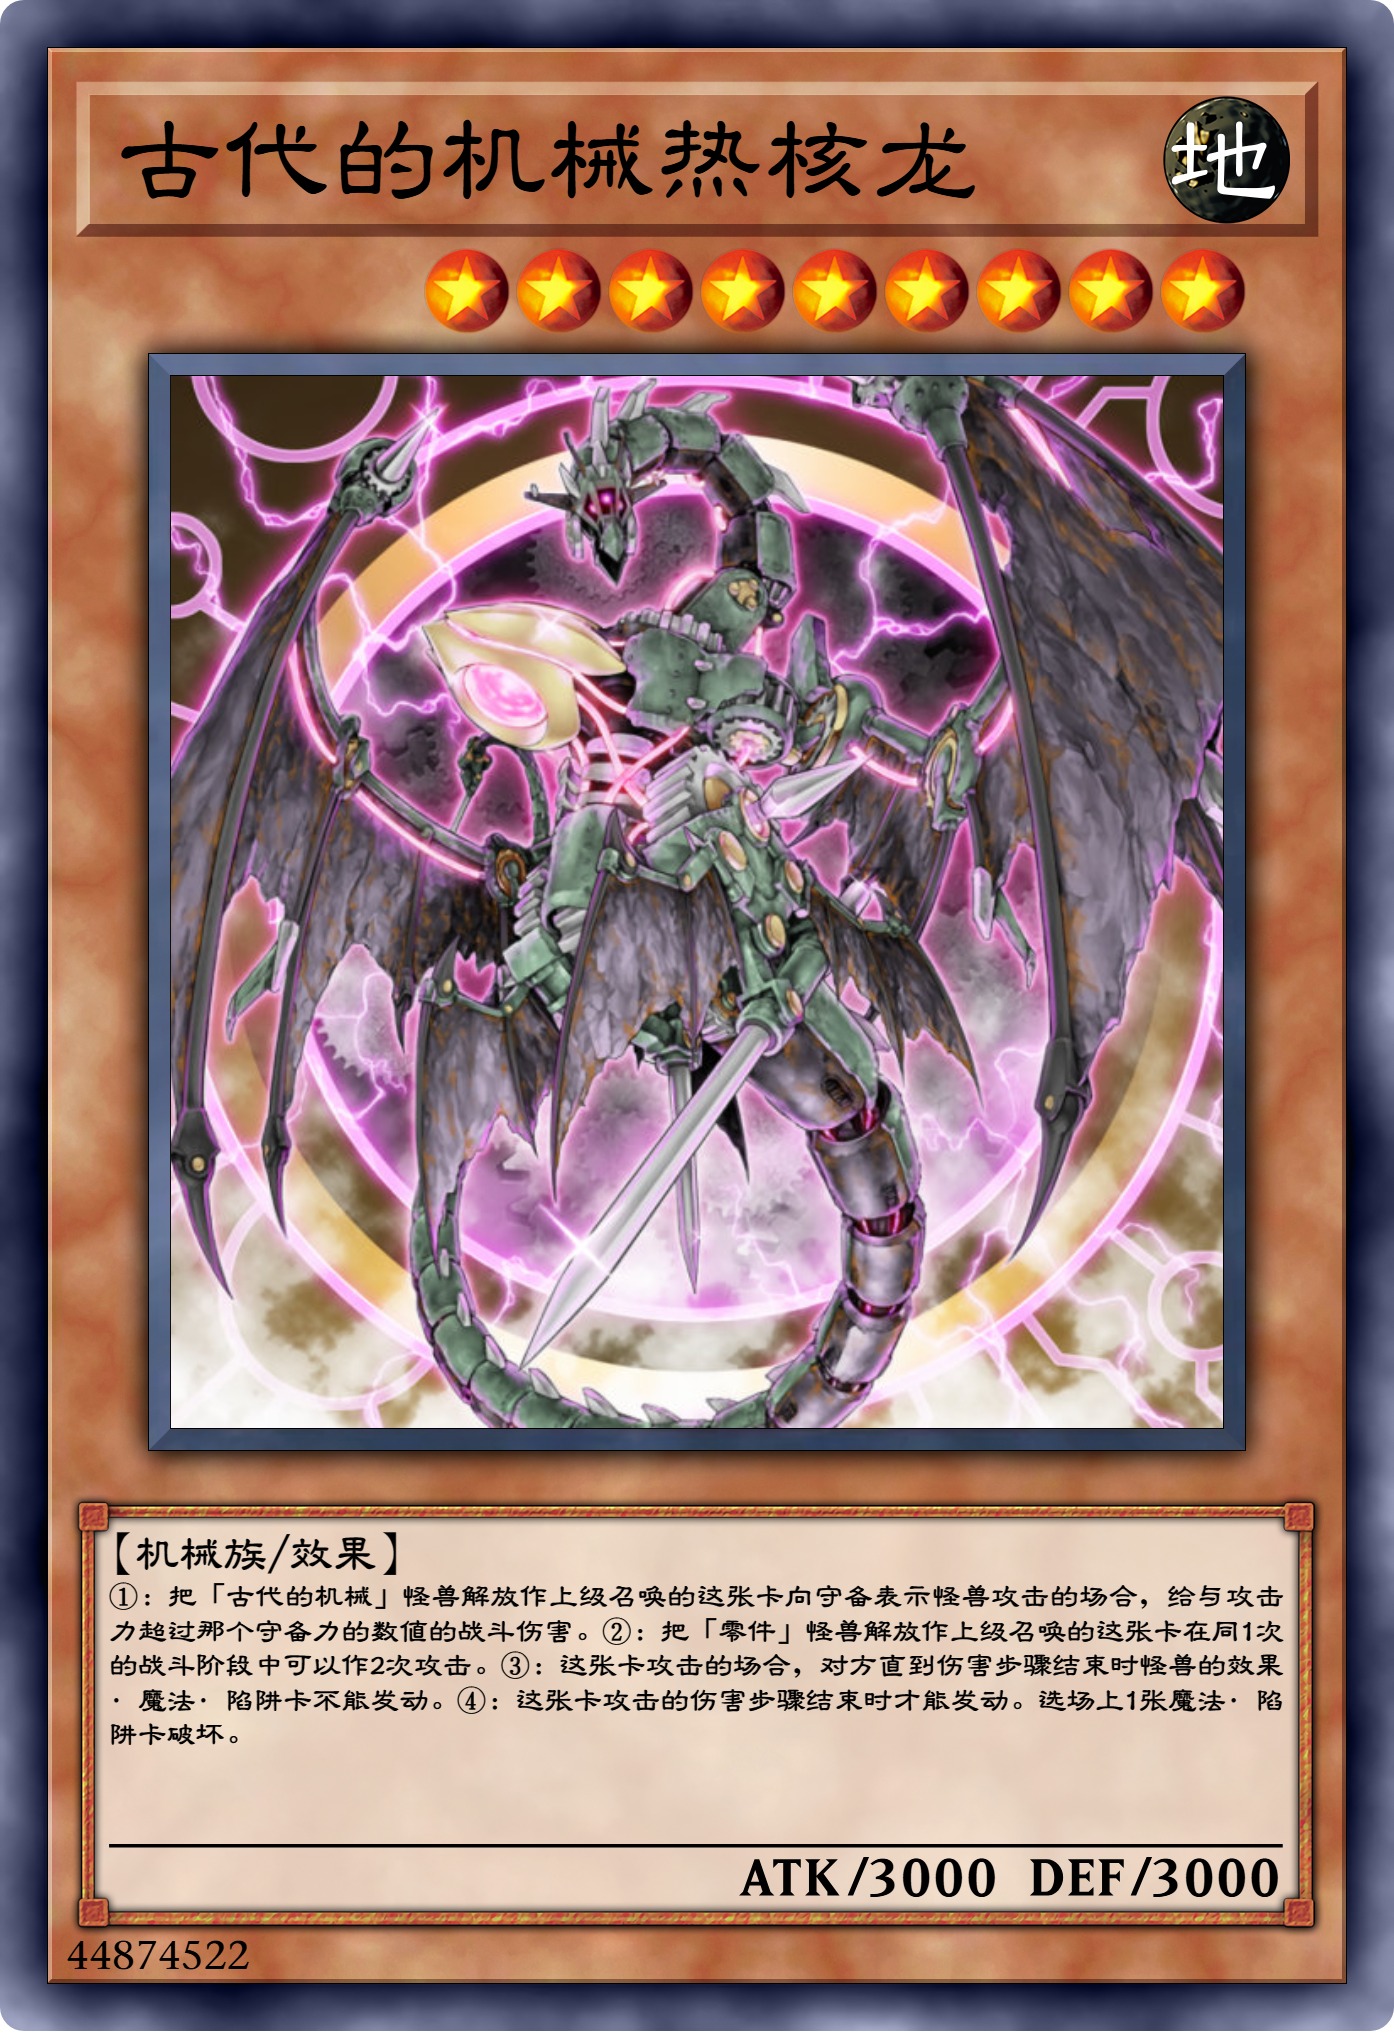 古代的机械热核龙
地
【机械族/效果】
①：把「古代的机械」怪兽解放作上级召唤的这张卡向守备表示怪兽攻击的场合，给与攻击
力超过那个守备力的数值的战斗伤害。②：把「零件」怪兽解放作上级召唤的这张卡在同1次
的战斗阶段中可以作2次攻击。③：这张卡攻击的场合，对方直到伤害步骤结束时怪兽的效果
·魔法·陷阱卡不能发动。④：这张卡攻击的伤害步骤结束时才能发动。选场上1张魔法·陷
阱卡破坏。
ATK/3000 DEF/3000
44874522